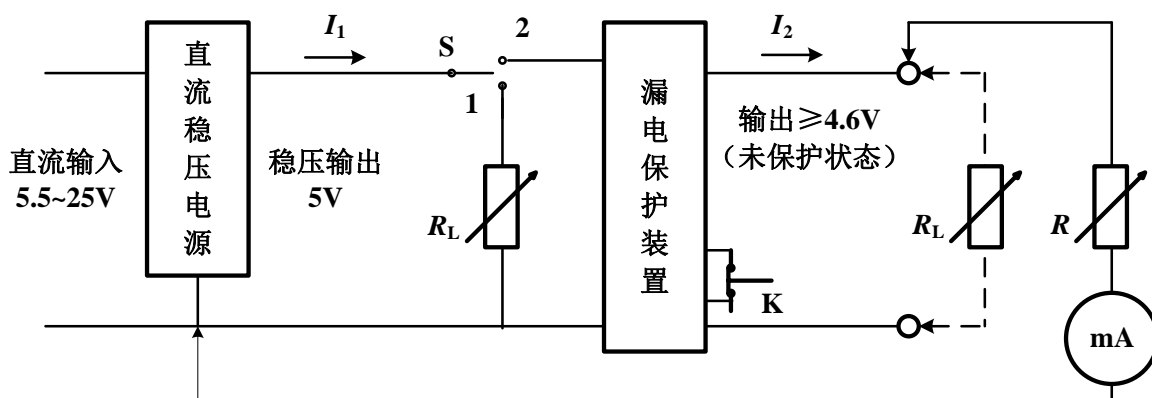 直流稳压电源
直流输入
5.5~25V
I₁
稳压输出
5V
S
2
1
R_L
漏电保护装置
K
I₂
输出≥4.6V
（未保护状态）
R_L
R
mA